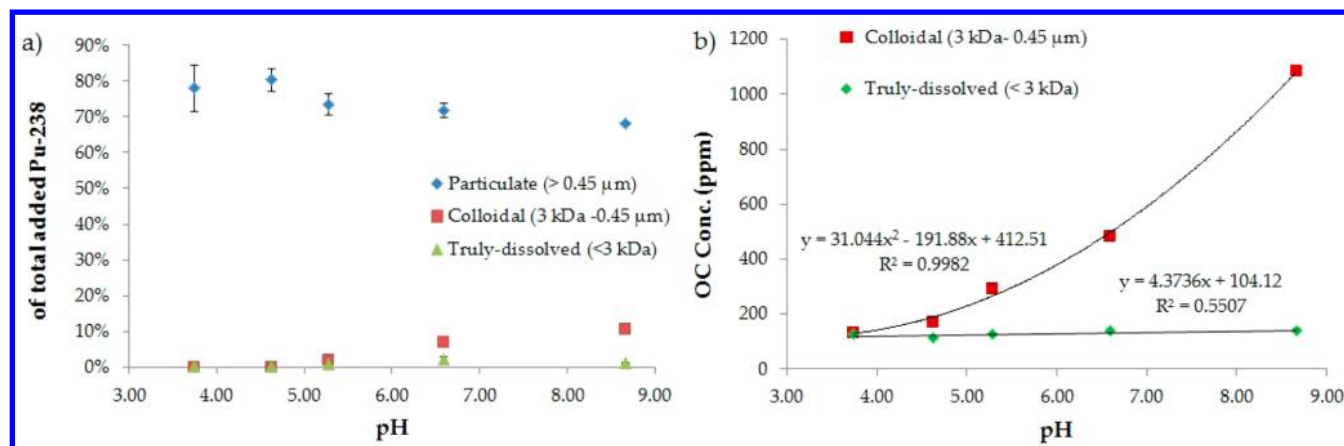 a)
of total added Pu-238
90%
80%
70%
60%
50%
40%
30%
20%
10%
0%
Particulate (> 0.45 µm)
Colloidal (3 kDa -0.45 µm)
Truly-dissolved (<3 kDa)
3.00 4.00 5.00 6.00 7.00 8.00 9.00
pH
b)
OC Conc. (ppm)
1200
1000
800
600
400
200
0
Colloidal (3 kDa- 0.45 µm)
Truly-dissolved (< 3 kDa)
y = 31.044x² - 191.88x + 412.51
R² = 0.9982
y = 4.3736x + 104.12
R² = 0.5507
3.00 4.00 5.00 6.00 7.00 8.00 9.00
pH